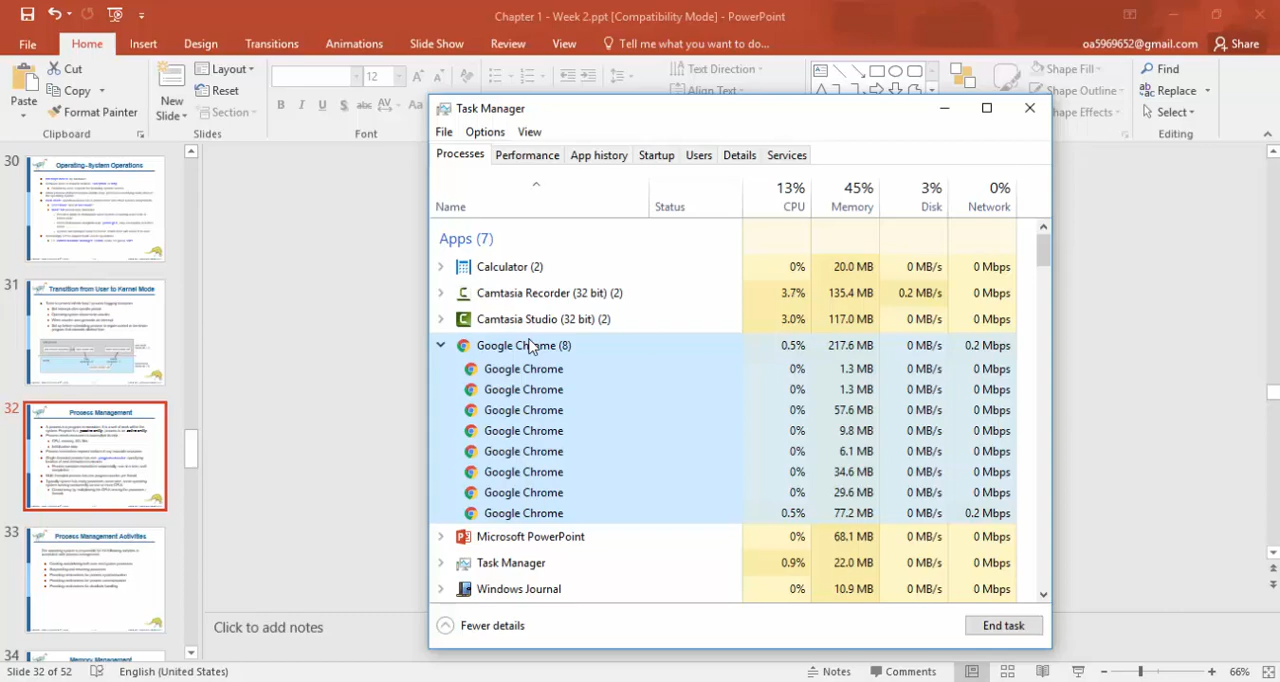 Chapter 1 - Week 2.ppt [Compatibility Mode] - PowerPoint
File Home Insert Design Transitions Animations Slide Show Review View Tell me what you want to do... oa5969652@gmail.com Share
Paste
Cut
Copy
Format Painter
Clipboard
New
Slide
Layout
Reset
Section
Slides
12
B I U S abc AV Aa
Font
Text Direction
Align Text
Shape Fill
Shape Outline
Shape Effects
Find
Replace
Select
Editing
30
Operating-System Operations
31
Transition from User to Kernel Mode
32
Process Management
33
Process Management Activities
34
Memory Management
Task Manager
File Options View
Processes Performance App history Startup Users Details Services
13% 45% 3% 0%
Name Status CPU Memory Disk Network
Apps (7)
Calculator (2) 0% 20.0 MB 0 MB/s 0 Mbps
Camtasia Recorder (32 bit) (2) 3.7% 135.4 MB 0.2 MB/s 0 Mbps
Camtasia Studio (32 bit) (2) 3.0% 117.0 MB 0 MB/s 0 Mbps
Google Chrome (8) 0.5% 217.6 MB 0 MB/s 0.2 Mbps
Google Chrome 0% 1.3 MB 0 MB/s 0 Mbps
Google Chrome 0% 1.3 MB 0 MB/s 0 Mbps
Google Chrome 0% 57.6 MB 0 MB/s 0 Mbps
Google Chrome 0% 9.8 MB 0 MB/s 0 Mbps
Google Chrome 0% 6.1 MB 0 MB/s 0 Mbps
Google Chrome 0% 34.6 MB 0 MB/s 0 Mbps
Google Chrome 0% 29.6 MB 0 MB/s 0 Mbps
Google Chrome 0.5% 77.2 MB 0 MB/s 0.2 Mbps
Microsoft PowerPoint 0% 68.1 MB 0 MB/s 0 Mbps
Task Manager 0.9% 22.0 MB 0 MB/s 0 Mbps
Windows Journal 0% 10.9 MB 0 MB/s 0 Mbps
Fewer details
End task
Click to add notes
Slide 32 of 52 English (United States) Notes Comments 66%